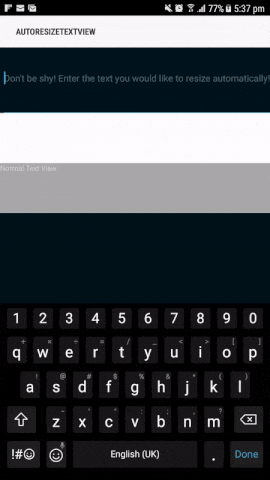 77% 5:37 pm
AUTORESIZETEXTVIEW
Don't be shy! Enter the text you would like to resize automatically!
Normal Text View
1 2 3 4 5 6 7 8 9 0
q w e r t y u i o p
a s d f g h j k l
z x c v b n m
!#☺ English (UK) . Done